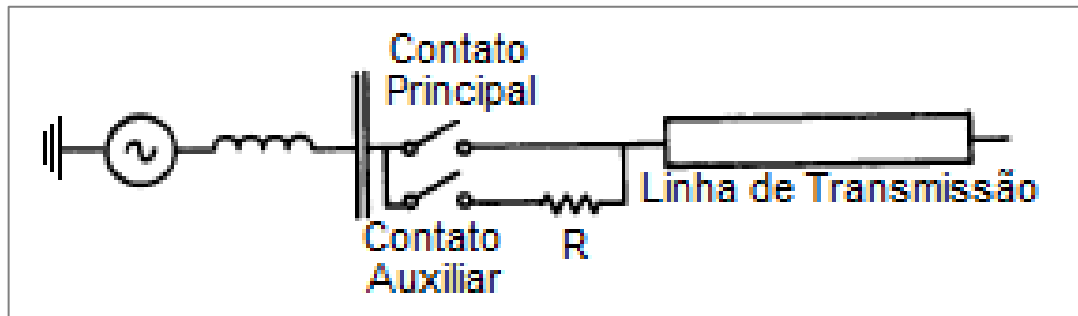 Contato
Principal
Linha de Transmissão
Contato
Auxiliar
R